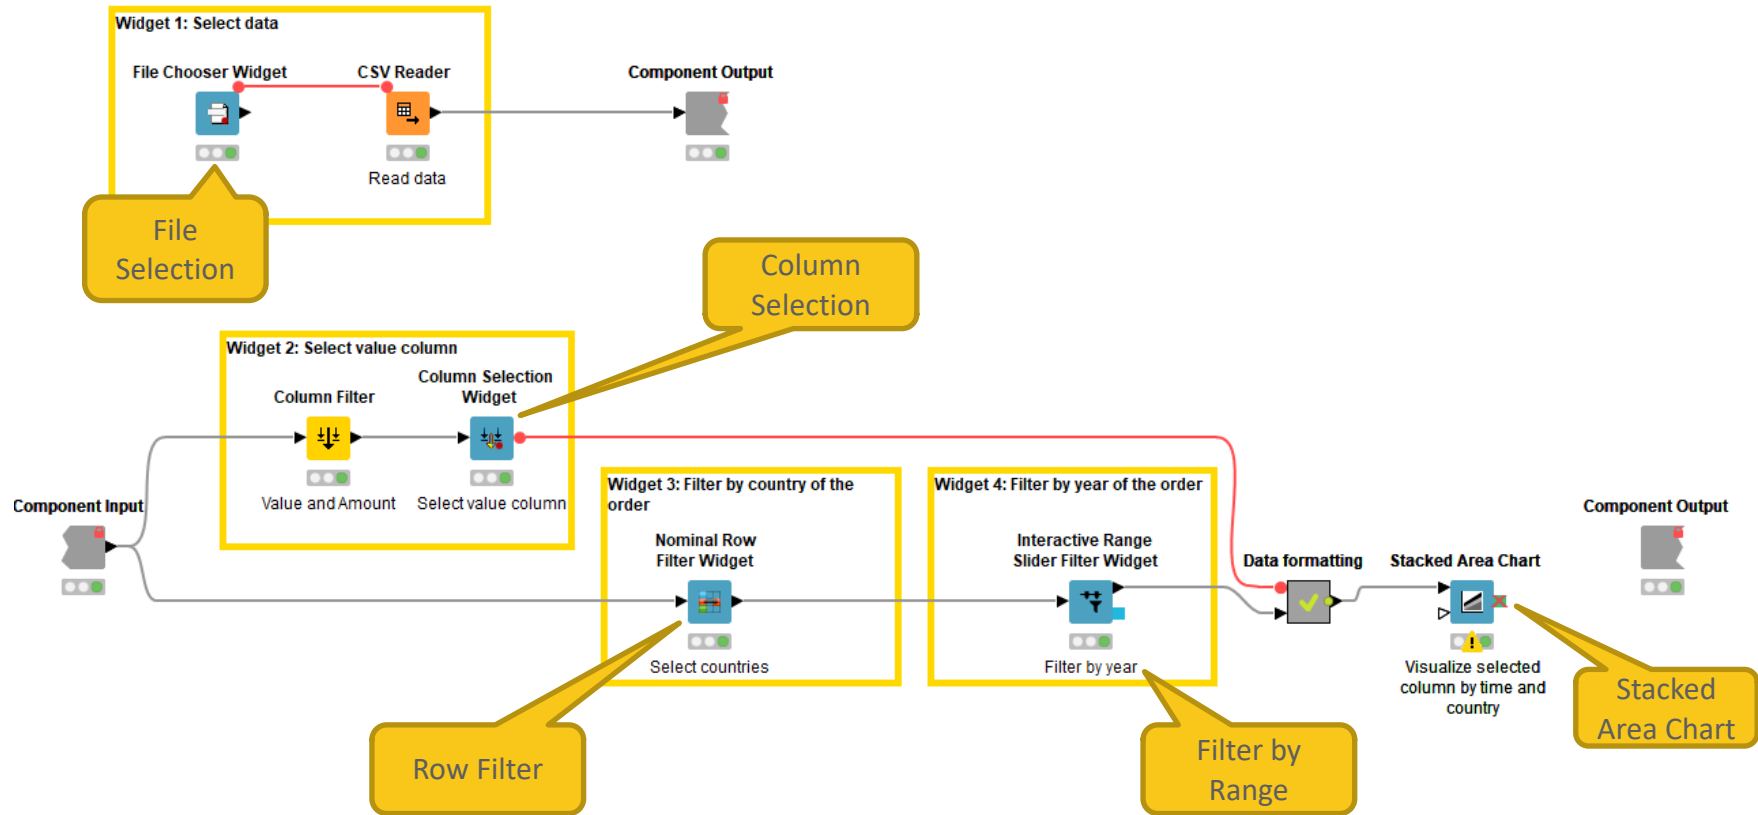 Widget 1: Select data
File Chooser Widget
CSV Reader
Component Output
Read data
File
Selection
Column
Selection
Widget 2: Select value column
Column Filter
Column Selection
Widget
Value and Amount
Select value column
Component Input
Widget 3: Filter by country of the
order
Nominal Row
Filter Widget
Select countries
Widget 4: Filter by year of the order
Interactive Range
Slider Filter Widget
Filter by year
Data formatting
Stacked Area Chart
Visualize selected
column by time and
country
Component Output
Row Filter
Filter by
Range
Stacked
Area Chart